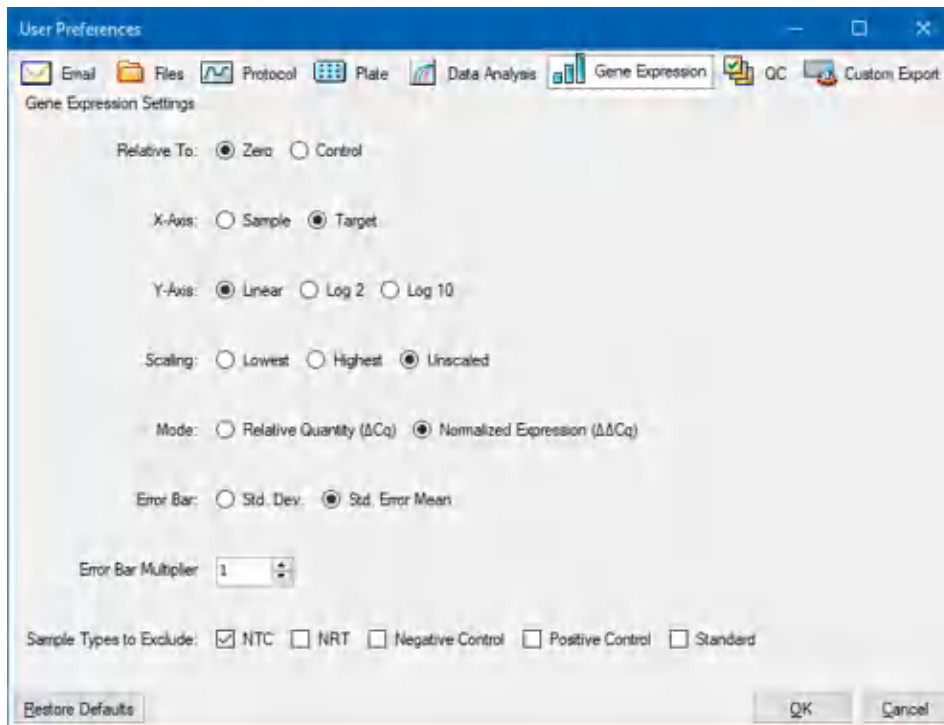 User Preferences
Email Files Protocol Plate Data Analysis Gene Expression QC Custom Export
Gene Expression Settings
Relative To: Zero Control
X-Axis: Sample Target
Y-Axis: Linear Log 2 Log 10
Scaling: Lowest Highest Unscaled
Mode: Relative Quantity (ΔCq) Normalized Expression (ΔΔCq)
Error Bar: Std. Dev. Std. Error Mean
Error Bar Multiplier 1
Sample Types to Exclude: NTC NRT Negative Control Positive Control Standard
Restore Defaults OK Cancel